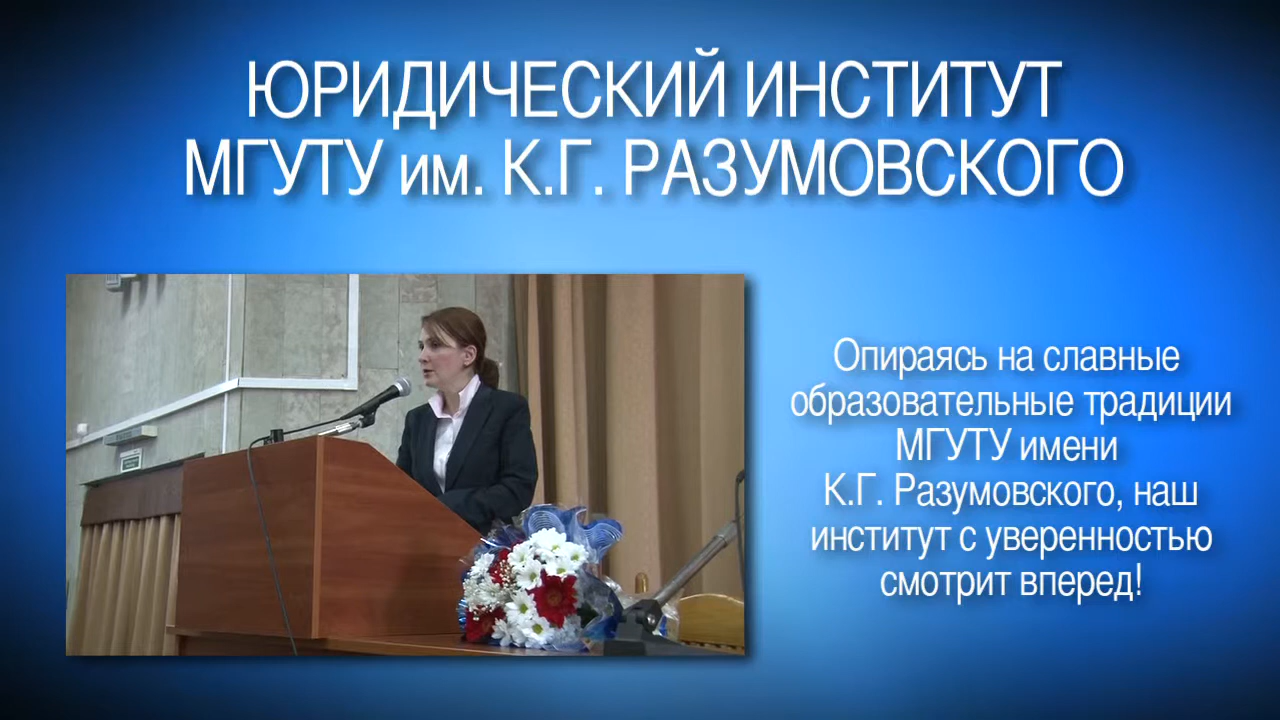 ЮРИДИЧЕСКИЙ ИНСТИТУТ
МГУТУ им. К.Г. РАЗУМОВСКОГО
Опираясь на славные
образовательные традиции
МГУТУ имени
К.Г. Разумовского, наш
институт с уверенностью
смотрит вперед!